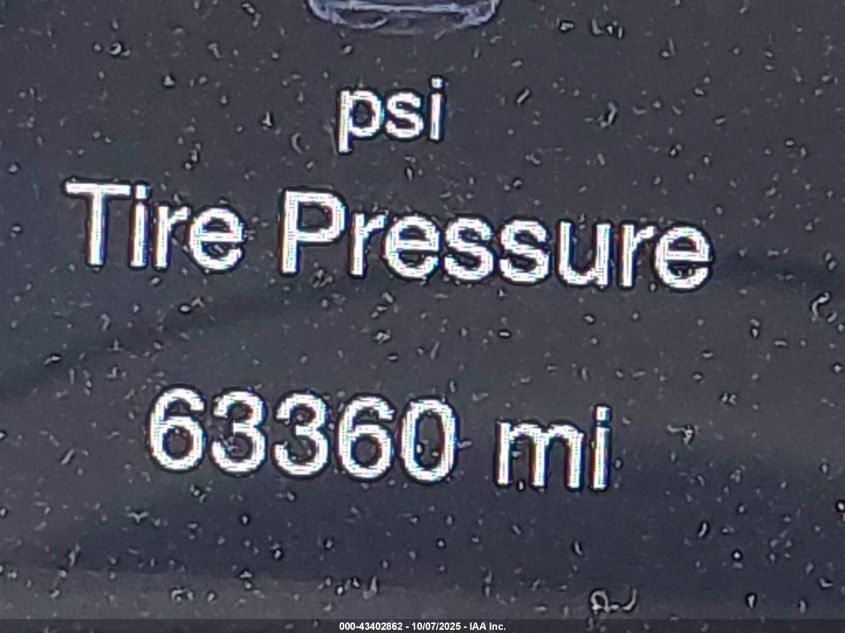 psi
Tire Pressure
63360 mi
000-43402862 - 10/07/2025 - IAA Inc.